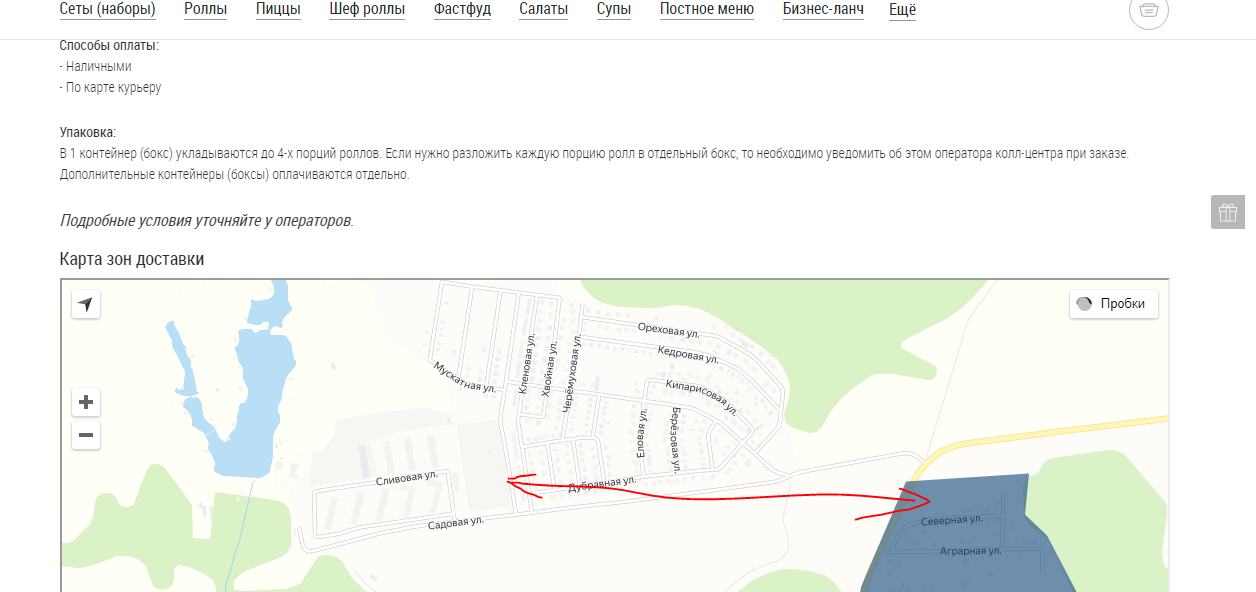 Сеты (наборы) Роллы Пиццы Шеф роллы Фастфуд Салаты Супы Постное меню Бизнес-ланч Ещё
Способы оплаты:
- Наличными
- По карте курьеру
Упаковка:
В 1 контейнер (бокс) укладываются до 4-х порций роллов. Если нужно разложить каждую порцию ролл в отдельный бокс, то необходимо уведомить об этом оператора колл-центра при заказе.
Дополнительные контейнеры (боксы) оплачиваются отдельно.
Подробные условия уточняйте у операторов.
Карта зон доставки
Пробки
Ореховая ул.
Кедровая ул.
Кленовая ул.
Хвойная ул.
Черёмуховая ул.
Мускатная ул.
Кипарисовая ул.
Еловая ул.
Берёзовая ул.
Сливовая ул.
Дубравная ул.
Садовая ул.
Северная ул.
Аграрная ул.